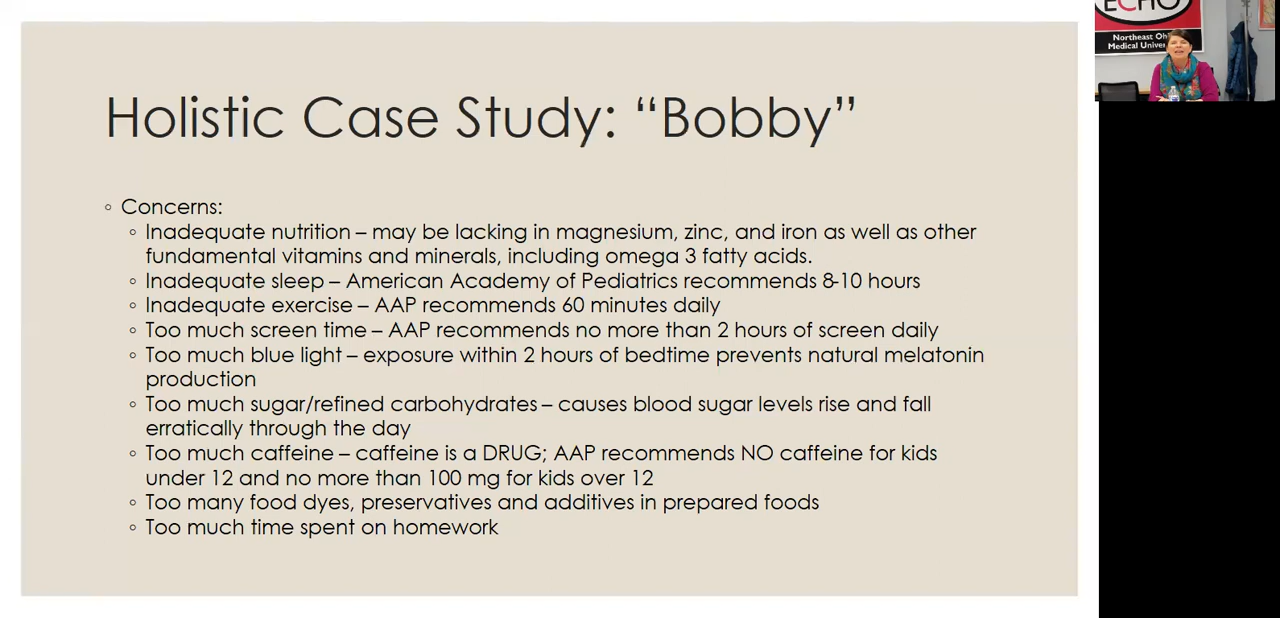 Holistic Case Study: “Bobby”
◦ Concerns:
◦ Inadequate nutrition – may be lacking in magnesium, zinc, and iron as well as other
fundamental vitamins and minerals, including omega 3 fatty acids.
◦ Inadequate sleep – American Academy of Pediatrics recommends 8-10 hours
◦ Inadequate exercise – AAP recommends 60 minutes daily
◦ Too much screen time – AAP recommends no more than 2 hours of screen daily
◦ Too much blue light – exposure within 2 hours of bedtime prevents natural melatonin
production
◦ Too much sugar/refined carbohydrates – causes blood sugar levels rise and fall
erratically through the day
◦ Too much caffeine – caffeine is a DRUG; AAP recommends NO caffeine for kids
under 12 and no more than 100 mg for kids over 12
◦ Too many food dyes, preservatives and additives in prepared foods
◦ Too much time spent on homework
ECHO
Northeast Oh
Medical Unive